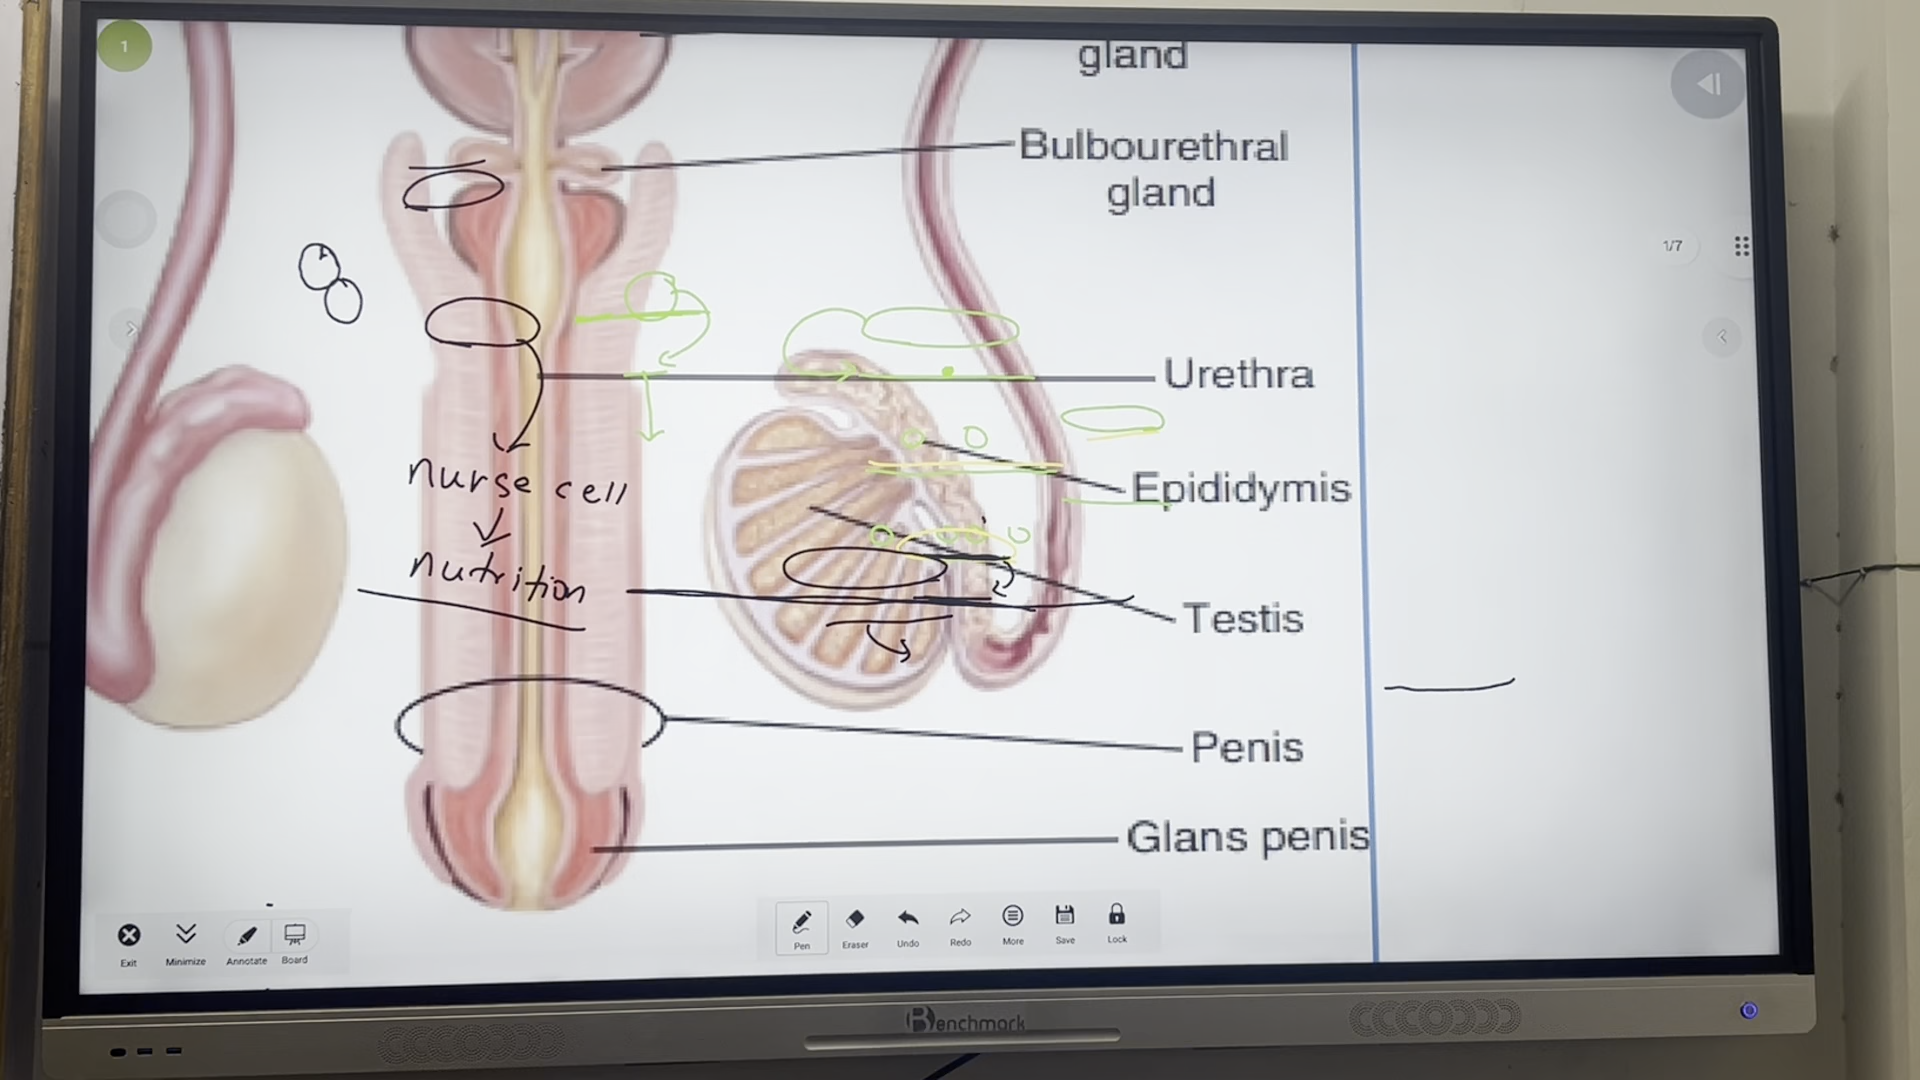 1
gland
Bulbourethral
gland
1/7
Urethra
nurse cell
Epididymis
nutrition
Testis
Penis
Glans penis
Exit
Minimize
Annotate
Board
Pen
Eraser
Undo
Redo
More
Save
Lock
Benchmark